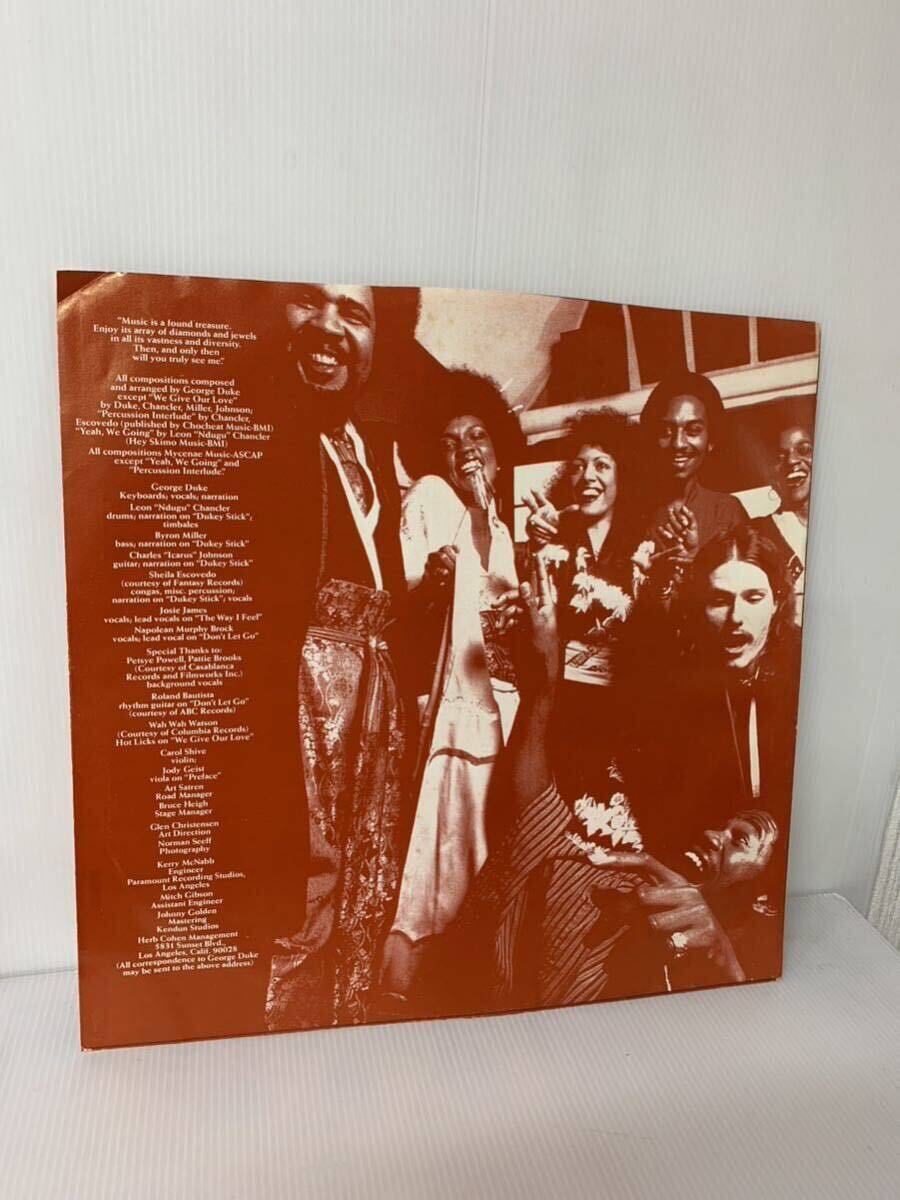 "Music is a found treasure.
Enjoy its array of diamonds and jewels
in all its vastness and diversity.
Then, and only then
will you truly see me."
All compositions composed
and arranged by George Duke
except "We Give Our Love"
by Duke, Chancler, Miller, Johnson;
"Percussion Interlude" by Chancler,
Escovedo (published by Chocheat Music-BMI)
"Yeah, We Going" by Leon "Ndugu" Chancler
(Hey Skimo Music-BMI)
All compositions Mycenae Music-ASCAP
except "Yeah, We Going" and
"Percussion Interlude."
George Duke
Keyboards; vocals; narration
Leon "Ndugu" Chancler
drums; narration on "Dukey Stick";
timbales
Byron Miller
bass; narration on "Dukey Stick"
Charles "Icarus" Johnson
guitar; narration on "Dukey Stick"
Sheila Escovedo
(courtesy of Fantasy Records)
congas, misc. percussion;
narration on "Dukey Stick"; vocals
Josie James
vocals; lead vocals on "The Way I Feel"
Napolean Murphy Brock
vocals; lead vocal on "Don't Let Go"
Special Thanks to:
Petsye Powell, Pattie Brooks
(Courtesy of Casablanca
Records and Filmworks Inc.)
background vocals
Roland Bautista
rhythm guitar on "Don't Let Go"
(courtesy of ABC Records)
Wah Wah Watson
(Courtesy of Columbia Records)
Hot Licks on "We Give Our Love"
Carol Shive
violin;
Jody Geist
viola on "Preface"
Art Satren
Road Manager
Bruce Heigh
Stage Manager
Glen Christensen
Art Direction
Norman Seeff
Photography
Kerry McNabb
Engineer
Paramount Recording Studios,
Los Angeles
Mitch Gibson
Assistant Engineer
Johnny Golden
Mastering
Kendun Studios
Herb Cohen Management
5831 Sunset Blvd.,
Los Angeles, Calif. 90028
(All correspondence to George Duke
may be sent to the above address)